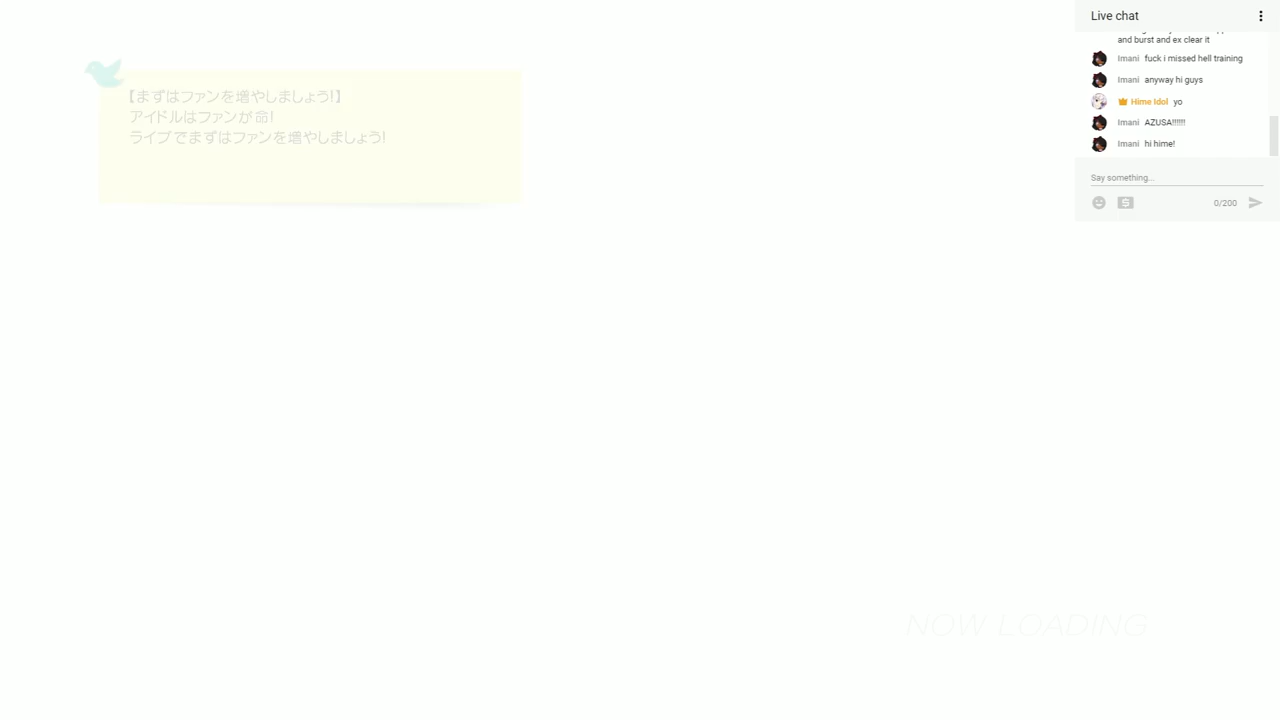 【まずはファンを増やしましょう!】
アイドルはファンが命!
ライブでまずはファンを増やしましょう!
NOW LOADING
Live chat
and burst and ex clear it
Imani fuck i missed hell training
Imani anyway hi guys
Hime Idol yo
Imani AZUSA!!!!!!
Imani hi hime!
Say something...
0/200